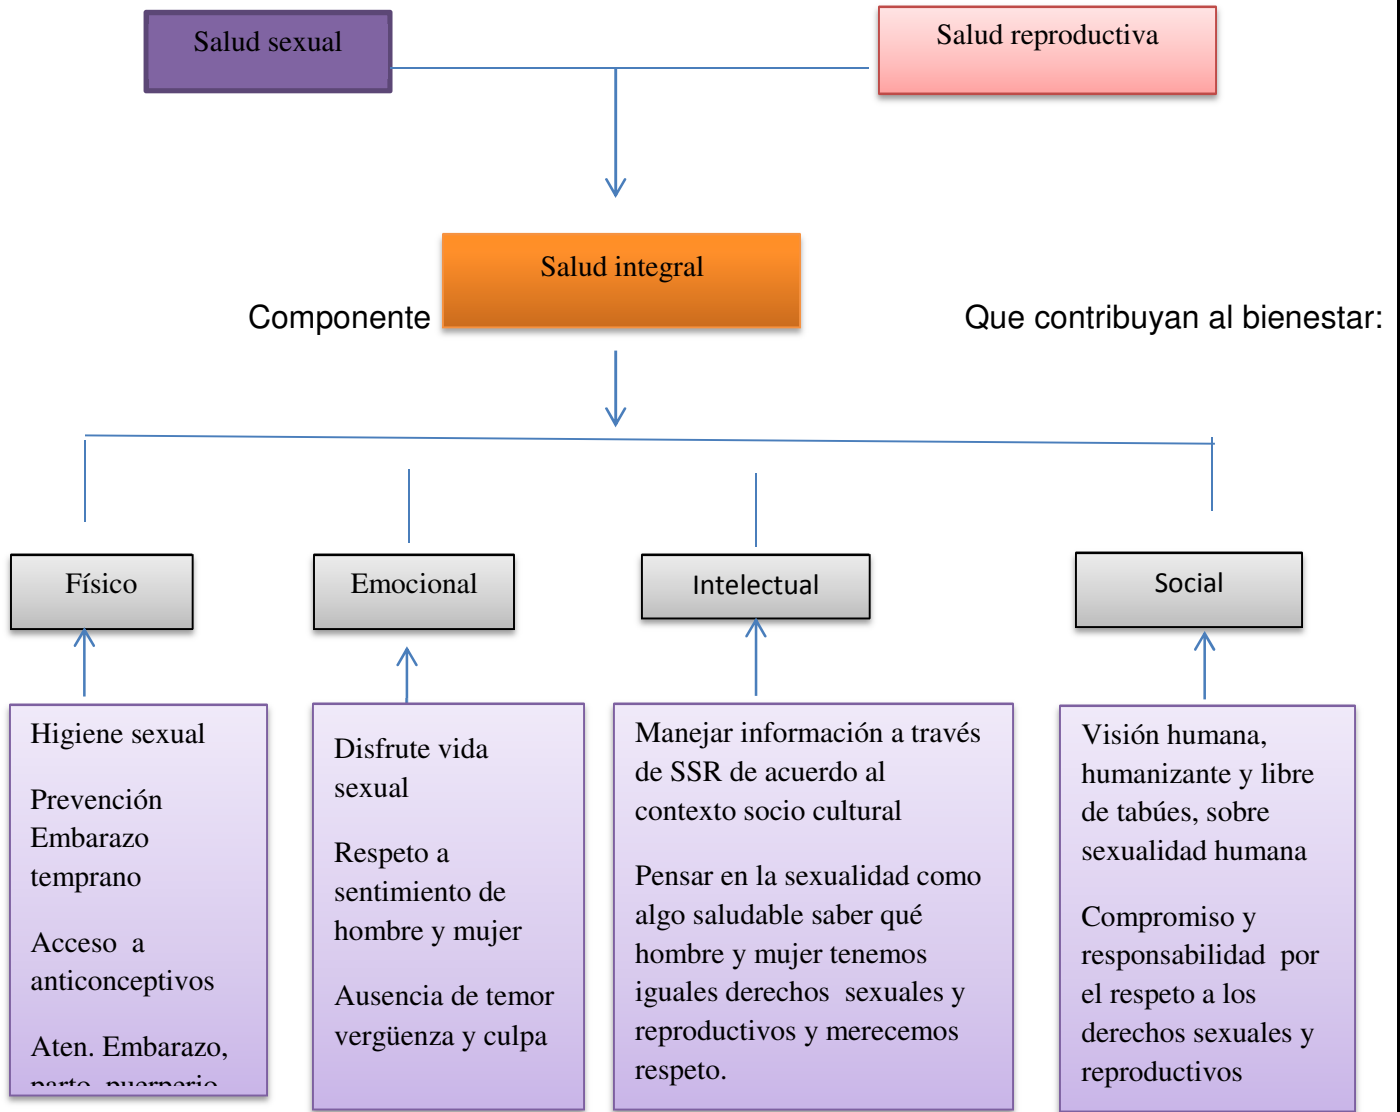 Salud sexual
Salud reproductiva
Salud integral
Componente
Que contribuyan al bienestar:
Físico
Emocional
Intelectual
Social
Higiene sexual
Prevención
Embarazo
temprano
Acceso a
anticonceptivos
Aten. Embarazo,
parto, puerperio
Disfrute vida
sexual
Respeto a
sentimiento de
hombre y mujer
Ausencia de temor
vergüenza y culpa
Manejar información a través
de SSR de acuerdo al
contexto socio cultural
Pensar en la sexualidad como
algo saludable saber qué
hombre y mujer tenemos
iguales derechos sexuales y
reproductivos y merecemos
respeto.
Visión humana,
humanizante y libre
de tabúes, sobre
sexualidad humana
Compromiso y
responsabilidad por
el respeto a los
derechos sexuales y
reproductivos